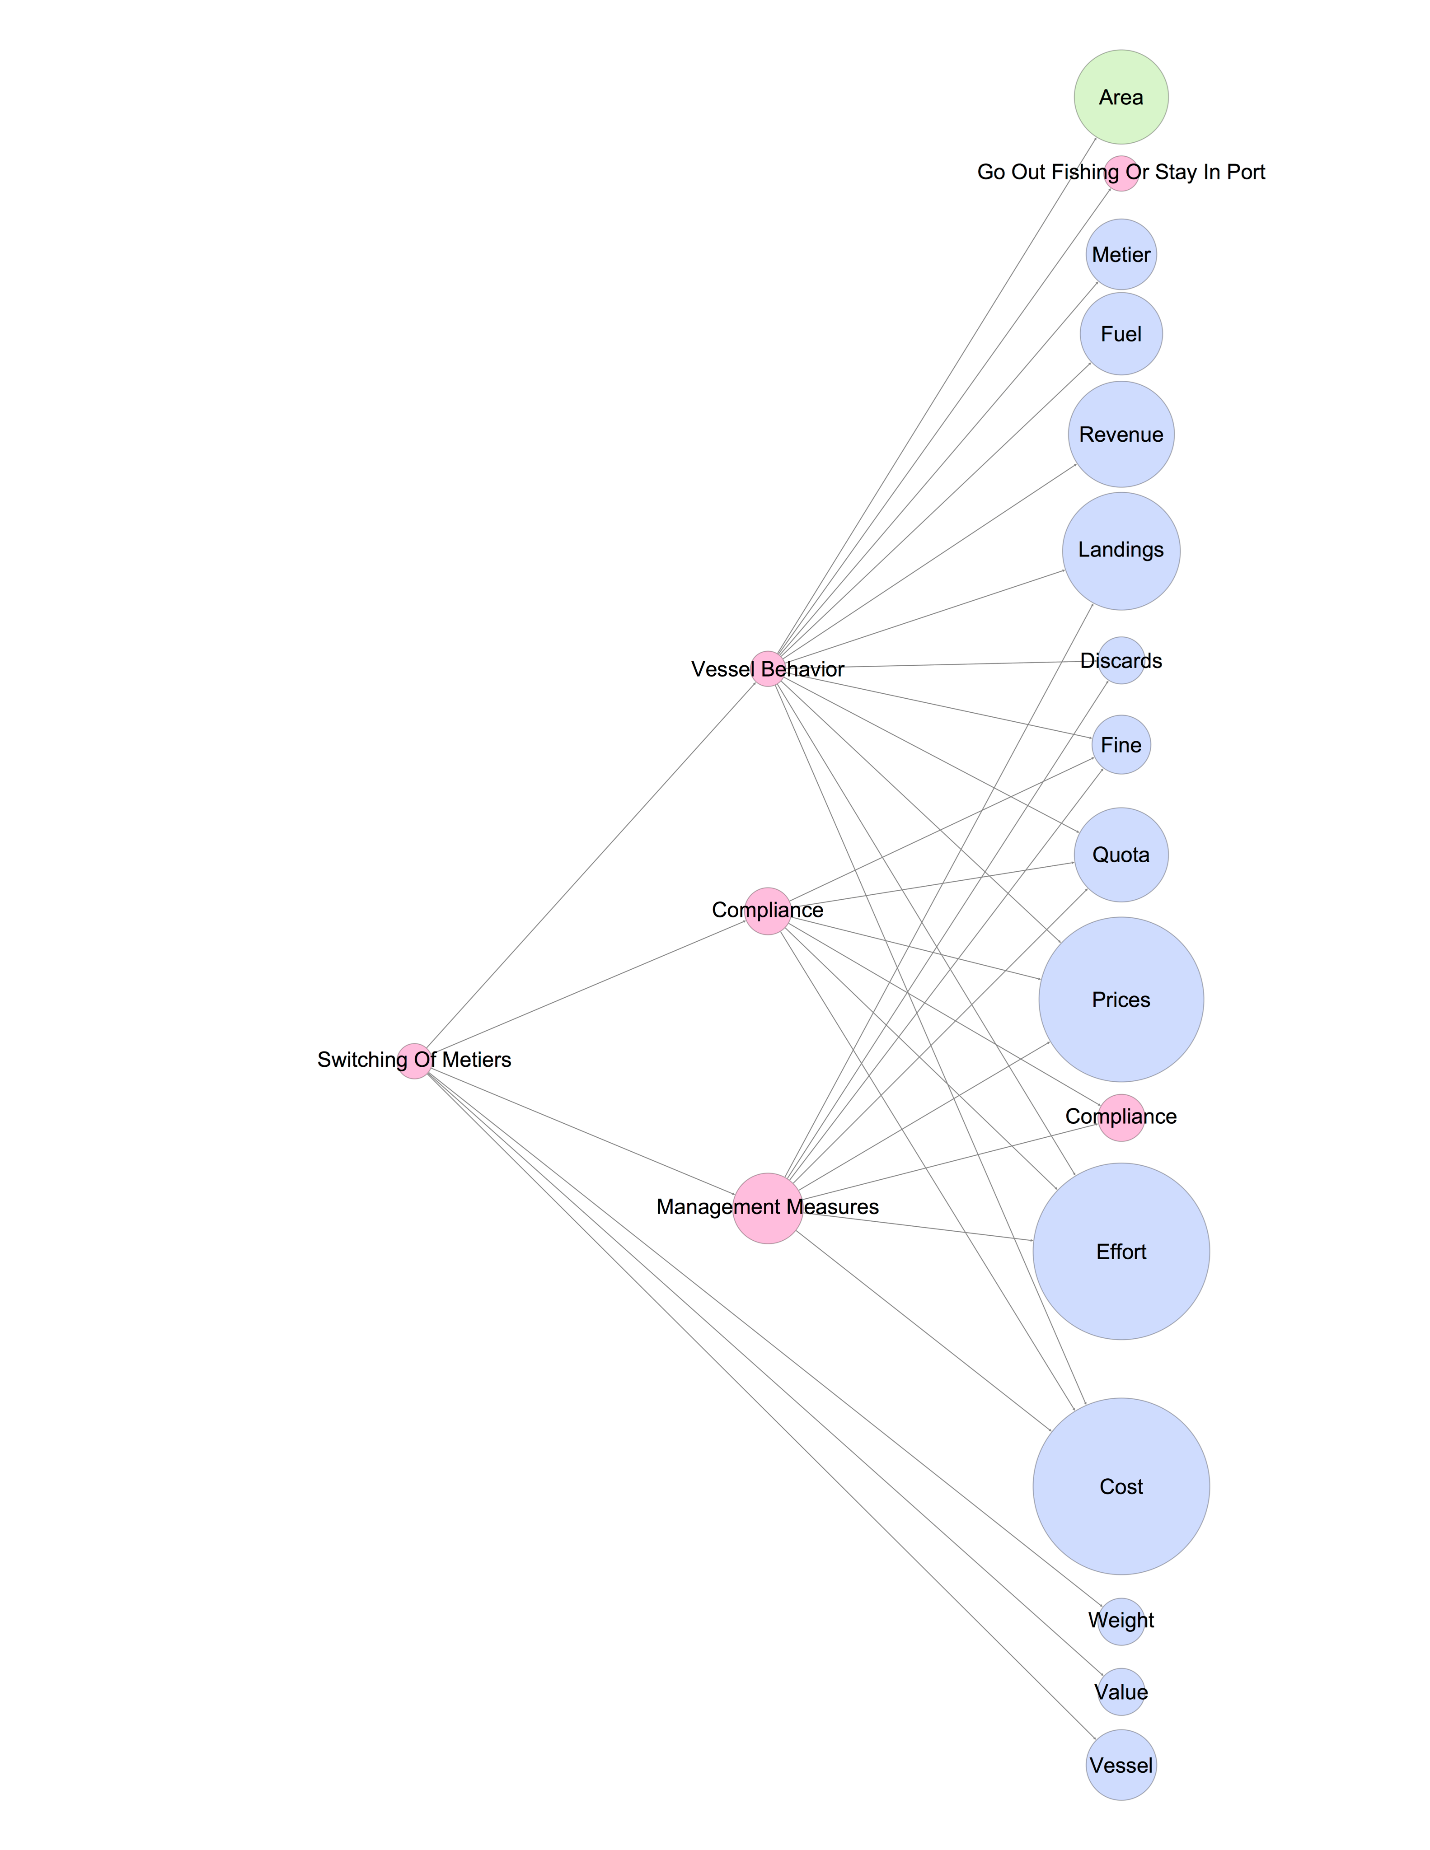 Area
Go Out Fishing Or Stay In Port
Metier
Fuel
Revenue
Landings
Discards
Vessel Behavior
Fine
Quota
Compliance
Prices
Switching Of Metiers
Compliance
Management Measures
Effort
Cost
Weight
Value
Vessel